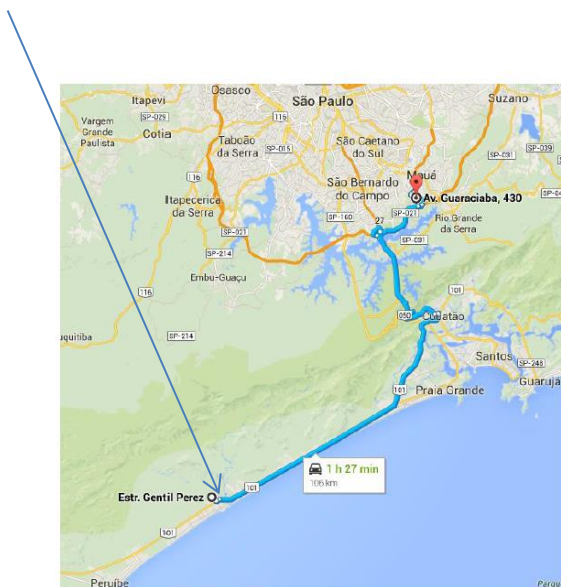 Osasco
Itapevi
São Paulo
Suzano
Vargem
Grande
Paulista
SP-029
116
Cotia
Taboão
da Serra
São Caetano
do Sul
SP-031
SP-039
SP-015
Mauá
116
Itapecerica
da Serra
São Bernardo
do Campo
Av. Guaraciaba, 430
SP-160
SP-021
27
Rio Grande
da Serra
SP-021
SP-031
SP-214
Embu-Guaçu
116
101
050
Cubatão
SP-214
Santos
SP-248
Guarujá
101
Praia Grande
1 h 27 min
106 km
Estr. Gentil Perez
101
101
Peruíbe